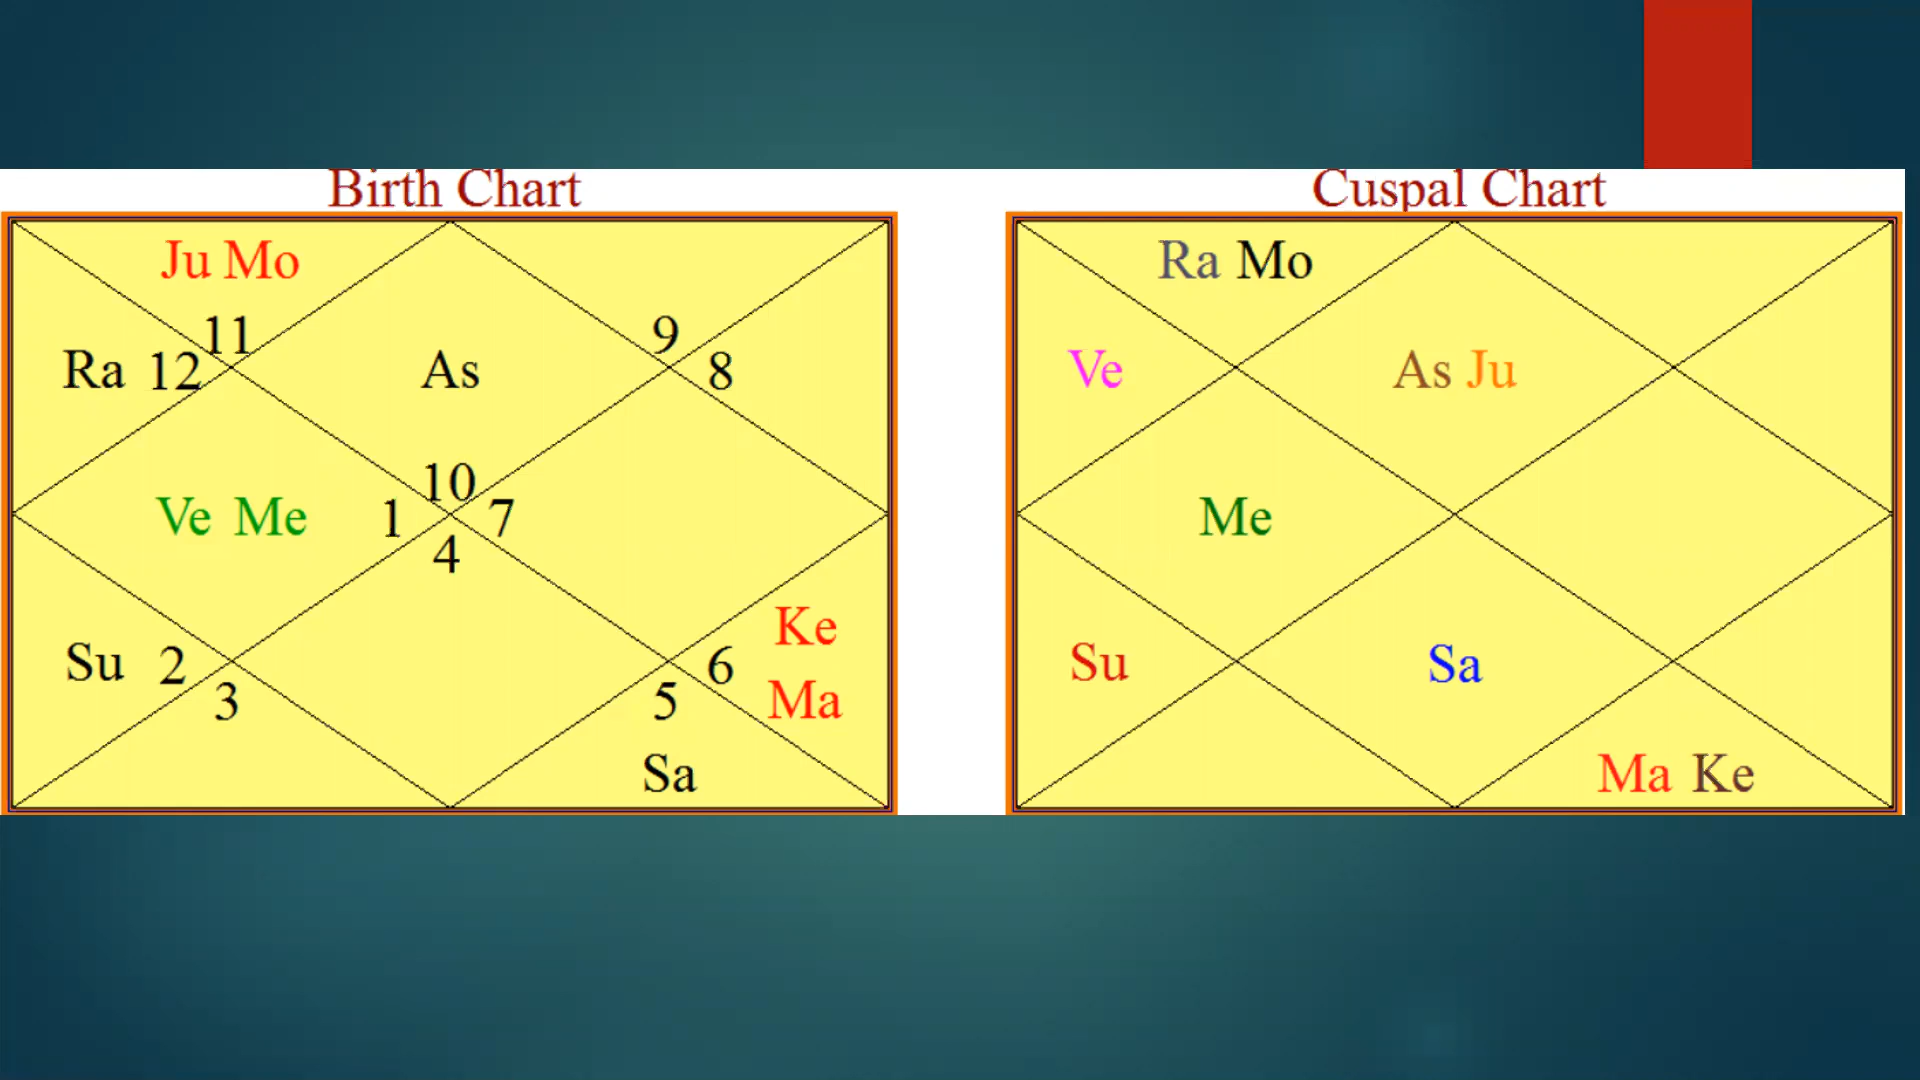 Birth Chart
Ju Mo
11
9
Ra 12
As
8
10
Ve Me
1
7
4
Ke
Su 2
6
3
5
Ma
Sa
Cuspal Chart
Ra Mo
Ve
As Ju
Me
Su
Sa
Ma Ke